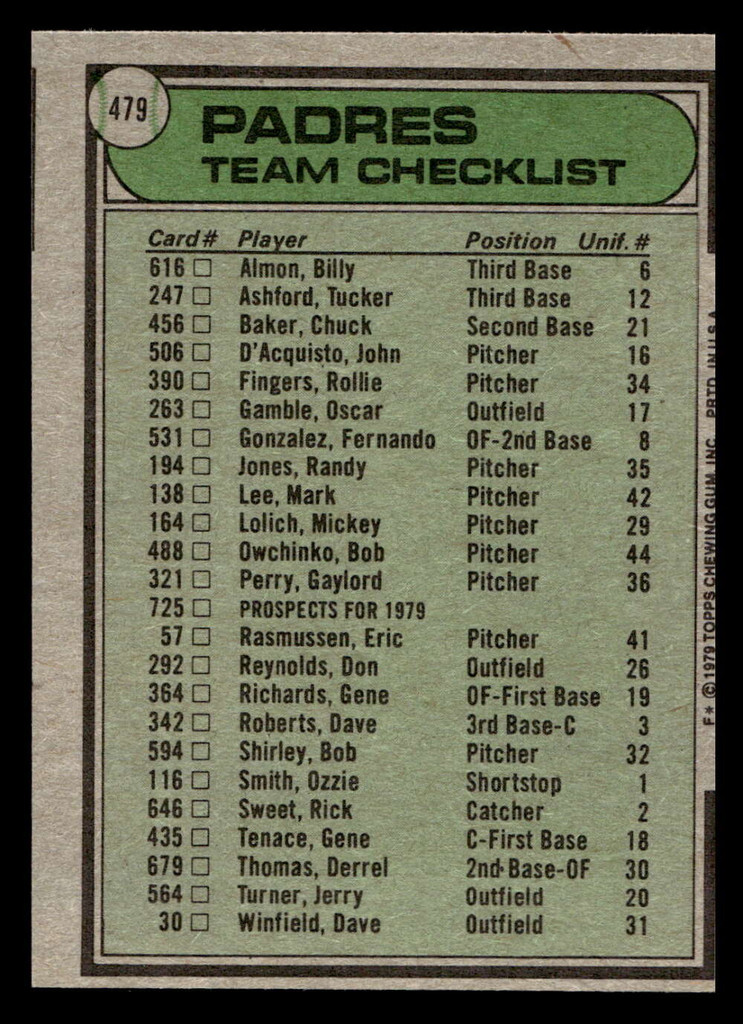 479
PADRES
TEAM CHECKLIST
Card# Player Position Unif. #
616 □ Almon, Billy Third Base 6
247 □ Ashford, Tucker Third Base 12
456 □ Baker, Chuck Second Base 21
506 □ D'Acquisto, John Pitcher 16
390 □ Fingers, Rollie Pitcher 34
263 □ Gamble, Oscar Outfield 17
531 □ Gonzalez, Fernando OF-2nd Base 8
194 □ Jones, Randy Pitcher 35
138 □ Lee, Mark Pitcher 42
164 □ Lolich, Mickey Pitcher 29
488 □ Owchinko, Bob Pitcher 44
321 □ Perry, Gaylord Pitcher 36
725 □ PROSPECTS FOR 1979
57 □ Rasmussen, Eric Pitcher 41
292 □ Reynolds, Don Outfield 26
364 □ Richards, Gene OF-First Base 19
342 □ Roberts, Dave 3rd Base-C 3
594 □ Shirley, Bob Pitcher 32
116 □ Smith, Ozzie Shortstop 1
646 □ Sweet, Rick Catcher 2
435 □ Tenace, Gene C-First Base 18
679 □ Thomas, Derrel 2nd-Base-OF 30
564 □ Turner, Jerry Outfield 20
30 □ Winfield, Dave Outfield 31
F* © 1979 TOPPS CHEWING GUM, INC. PRTD. IN U.S.A.